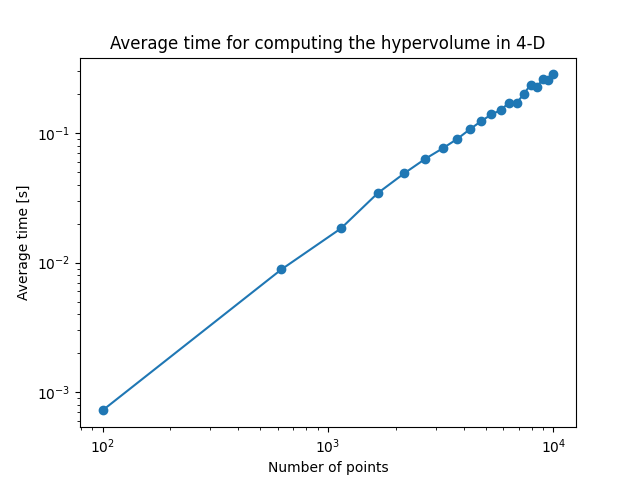 Average time for computing the hypervolume in 4-D
Average time [s]
10⁻¹
10⁻²
10⁻³
10² 10³ 10⁴
Number of points